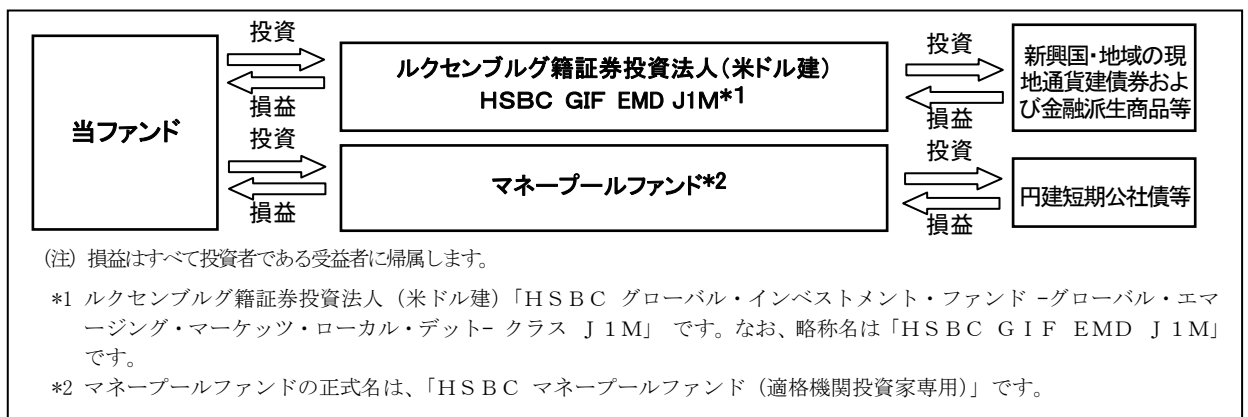 投資
損益
投資
損益
当ファンド
ルクセンブルグ籍証券投資法人（米ドル建）
HSBC GIF EMD J1M*1
マネープールファンド*2
投資
損益
投資
損益
新興国・地域の現
地通貨建債券およ
び金融派生商品等
円建短期公社債等
(注) 損益はすべて投資者である受益者に帰属します。
*1 ルクセンブルグ籍証券投資法人（米ドル建）「ＨＳＢＣ グローバル・インベストメント・ファンド -グローバル・エマ
ージング・マーケッツ・ローカル・デット- クラス Ｊ１Ｍ」 です。なお、略称名は「ＨＳＢＣ ＧＩＦ ＥＭＤ Ｊ１Ｍ」
です。
*2 マネープールファンドの正式名は、「ＨＳＢＣ マネープールファンド（適格機関投資家専用）」です。